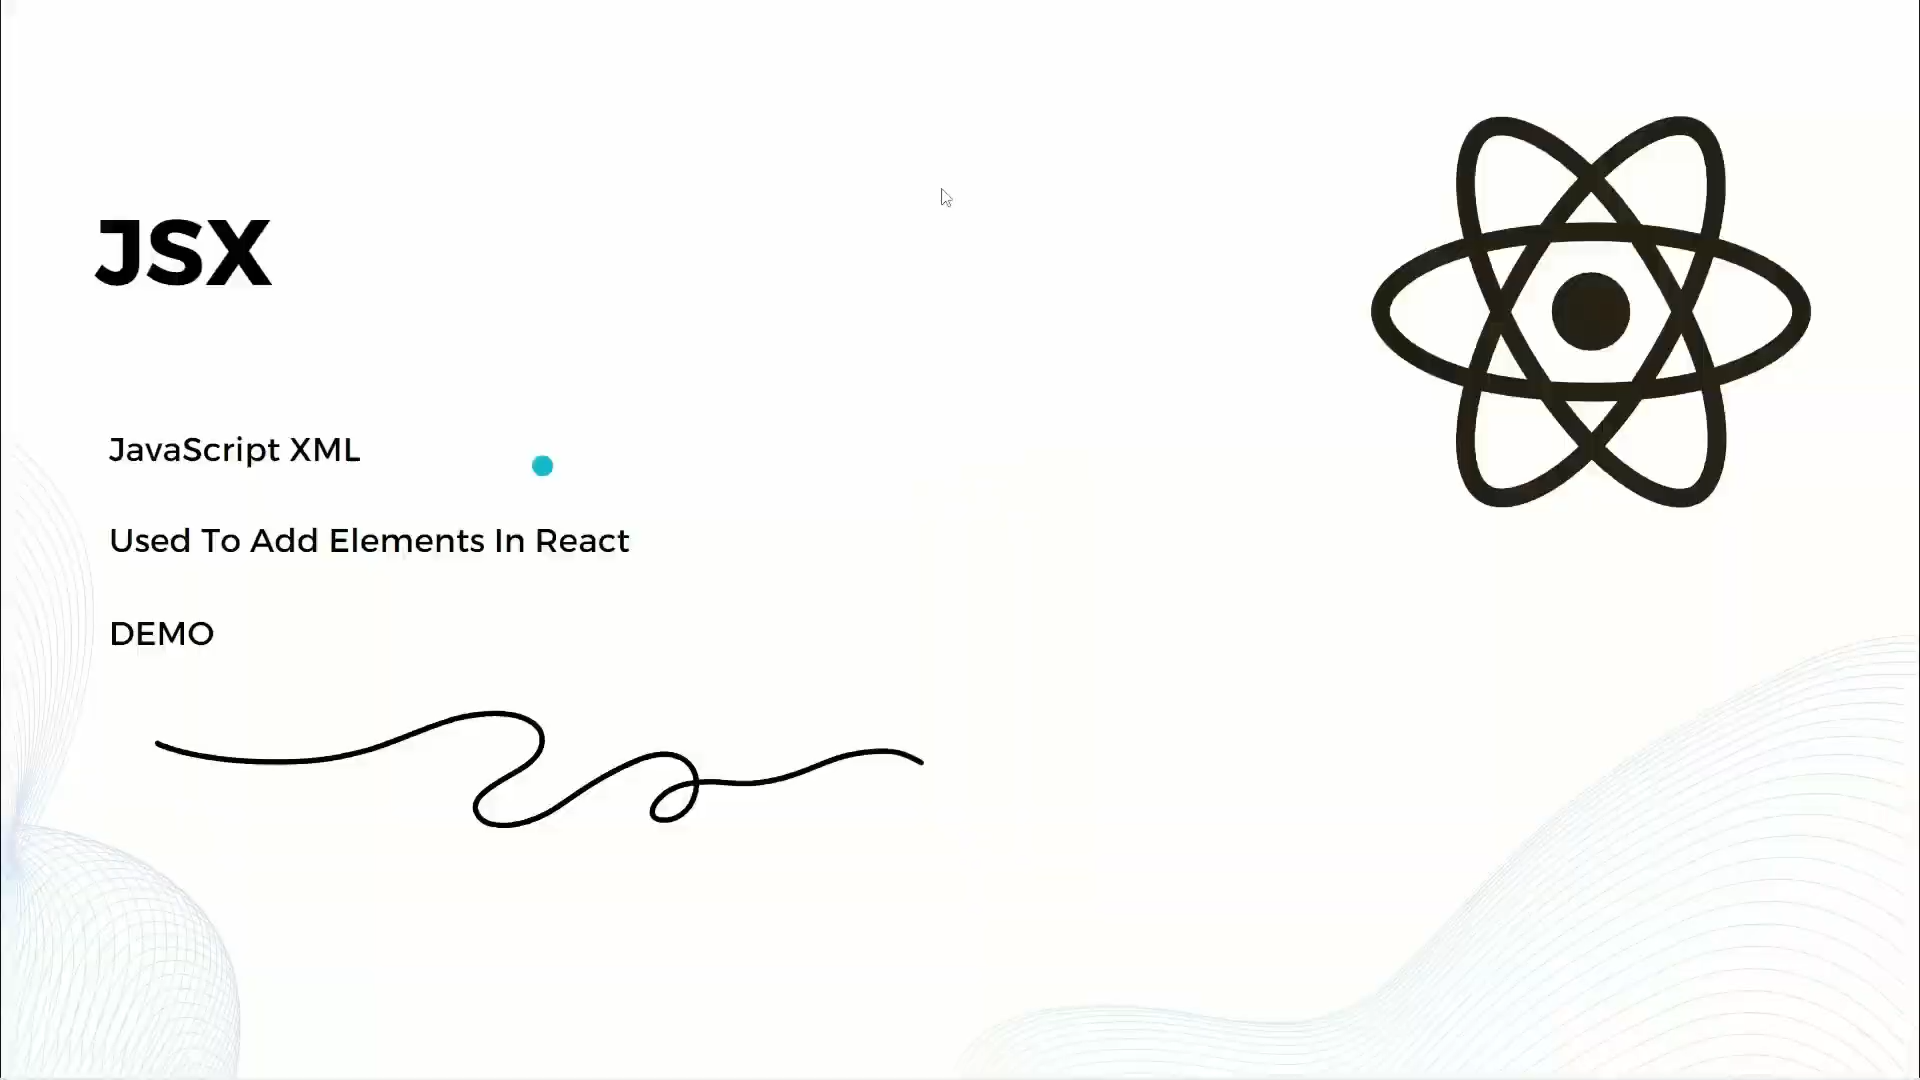 JSX
JavaScript XML
Used To Add Elements In React
DEMO